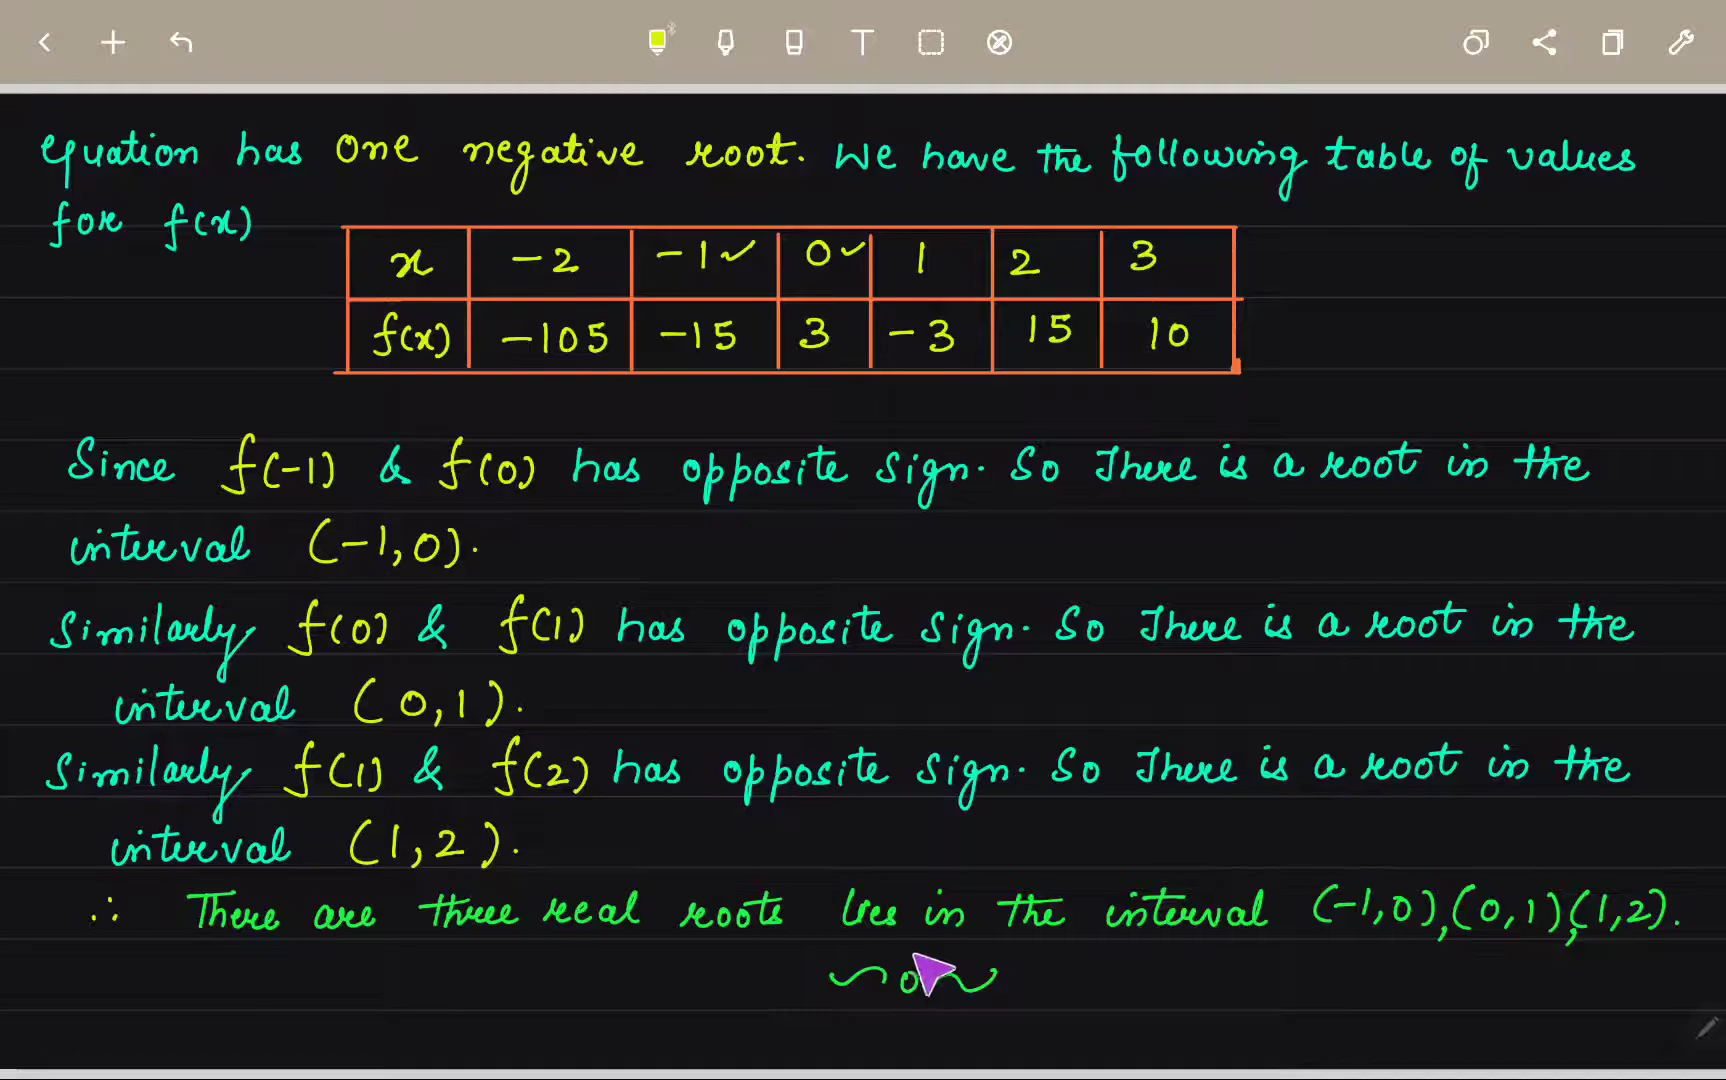 equation has one negative root. We have the following table of values
for f(x)
x -2 -1 ✓ 0 ✓ 1 2 3
f(x) -105 -15 3 -3 15 10
Since f(-1) & f(0) has opposite sign. So There is a root in the
interval (-1,0).
Similarly f(0) & f(1) has opposite sign. So There is a root in the
interval (0,1).
Similarly f(1) & f(2) has opposite sign. So There is a root in the
interval (1,2).
∴ There are three real roots lies in the interval (-1,0),(0,1),(1,2).